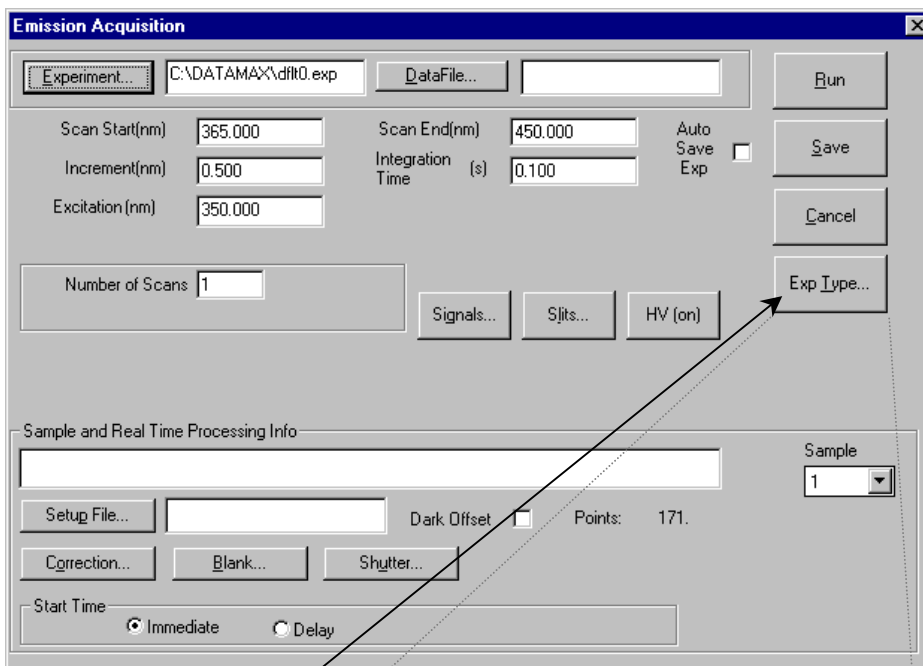 Emission Acquisition
Experiment... C:\DATAMAX\dflt0.exp DataFile... Run
Scan Start(nm) 365.000 Scan End(nm) 450.000 Auto Save Exp Save
Increment(nm) 0.500 Integration Time (s) 0.100
Excitation (nm) 350.000 Cancel
Number of Scans 1 Exp Type...
Signals... Slits... HV (on)
Sample and Real Time Processing Info
Sample
1
Setup File... Dark Offset Points: 171.
Correction... Blank... Shutter...
Start Time
Immediate Delay